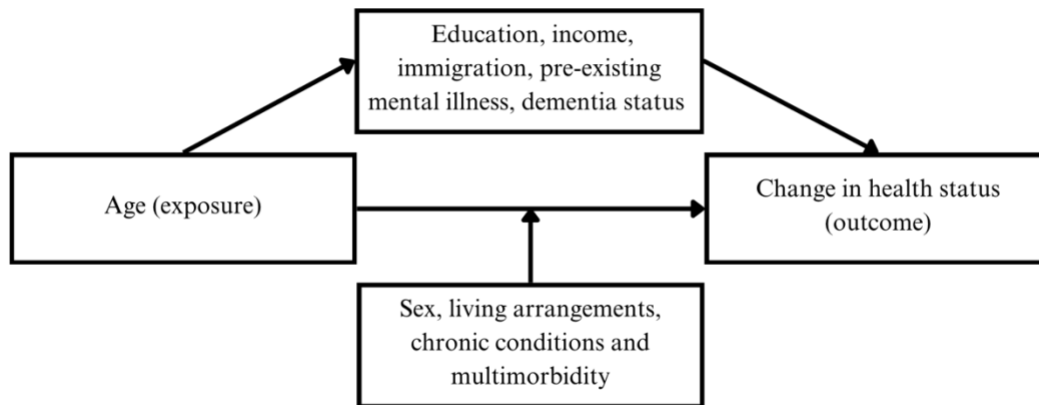 Education, income,
immigration, pre-existing
mental illness, dementia status
Age (exposure)
Change in health status
(outcome)
Sex, living arrangements,
chronic conditions and
multimorbidity